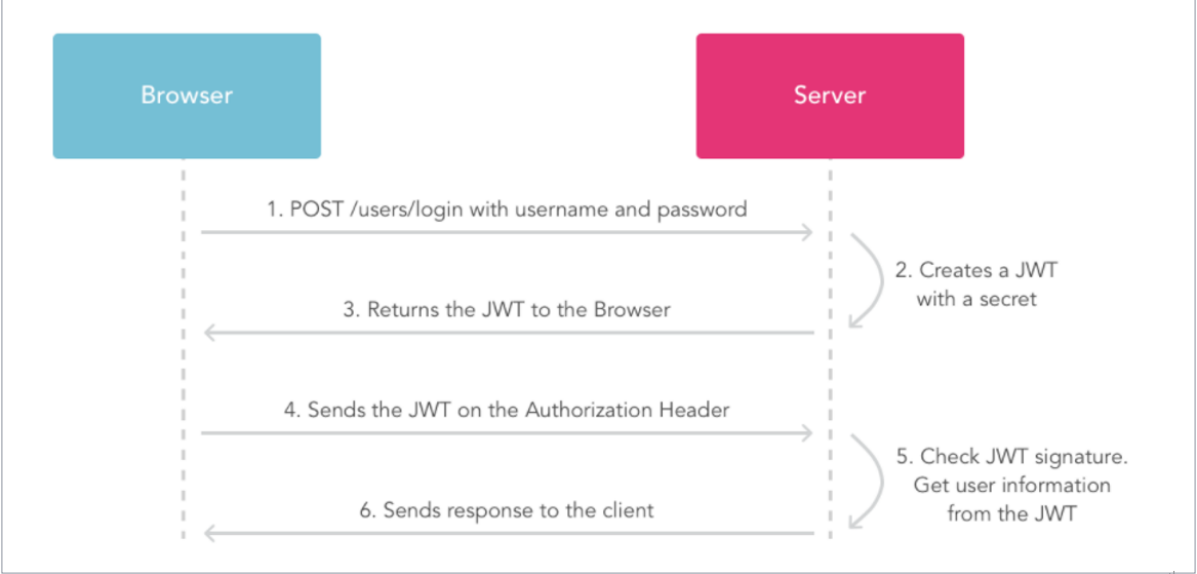 Browser
Server
1. POST /users/login with username and password
2. Creates a JWT
with a secret
3. Returns the JWT to the Browser
4. Sends the JWT on the Authorization Header
5. Check JWT signature.
Get user information
from the JWT
6. Sends response to the client